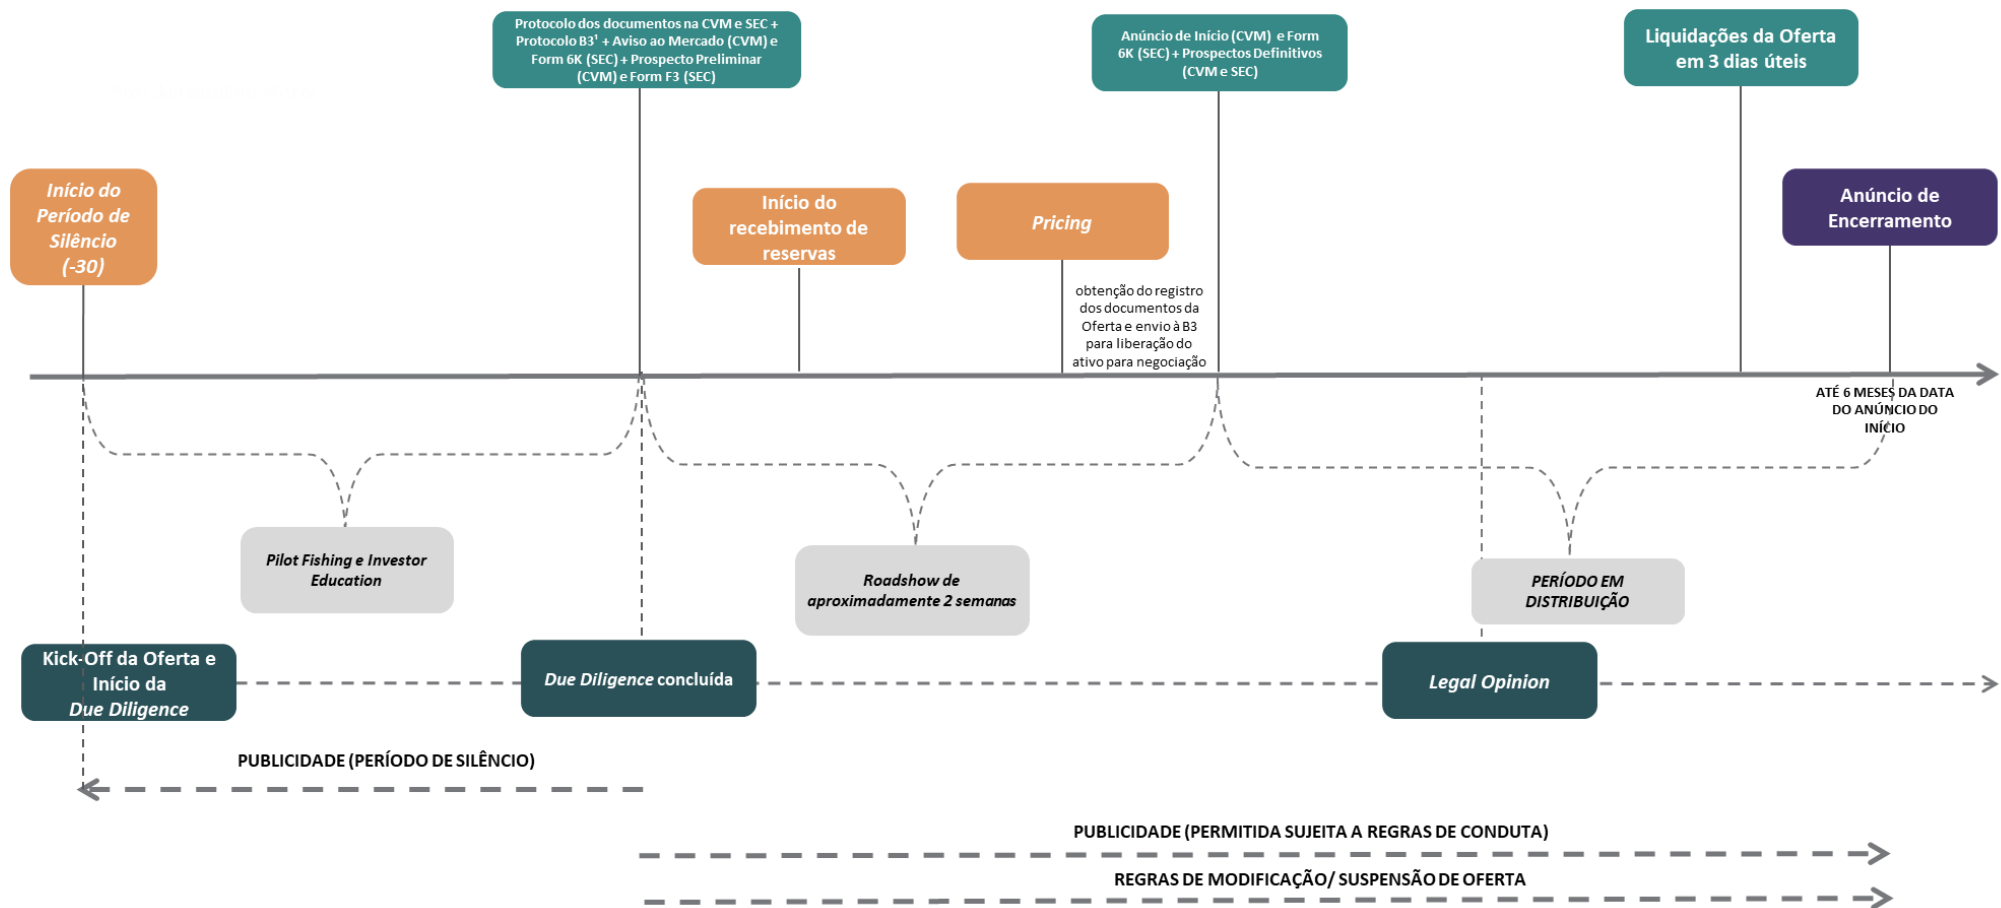 Protocolo dos documentos na CVM e SEC +
Protocolo B3¹ + Aviso ao Mercado (CVM) e
Form 6K (SEC) + Prospecto Preliminar
(CVM) e Form F3 (SEC)
Anúncio de Início (CVM) e Form
6K (SEC) + Prospectos Definitivos
(CVM e SEC)
Liquidações da Oferta
em 3 dias úteis
Início do
Período de
Silêncio
(-30)
Início do
recebimento de
reservas
Pricing
Anúncio de
Encerramento
obtenção do registro
dos documentos da
Oferta e envio à B3
para liberação do
ativo para negociação
ATÉ 6 MESES DA DATA
DO ANÚNCIO DO
INÍCIO
Pilot Fishing e Investor
Education
Roadshow de
aproximadamente 2 semanas
PERÍODO EM
DISTRIBUIÇÃO
Kick-Off da Oferta e
Início da
Due Diligence
Due Diligence concluída
Legal Opinion
PUBLICIDADE (PERÍODO DE SILÊNCIO)
PUBLICIDADE (PERMITIDA SUJEITA A REGRAS DE CONDUTA)
REGRAS DE MODIFICAÇÃO/ SUSPENSÃO DE OFERTA